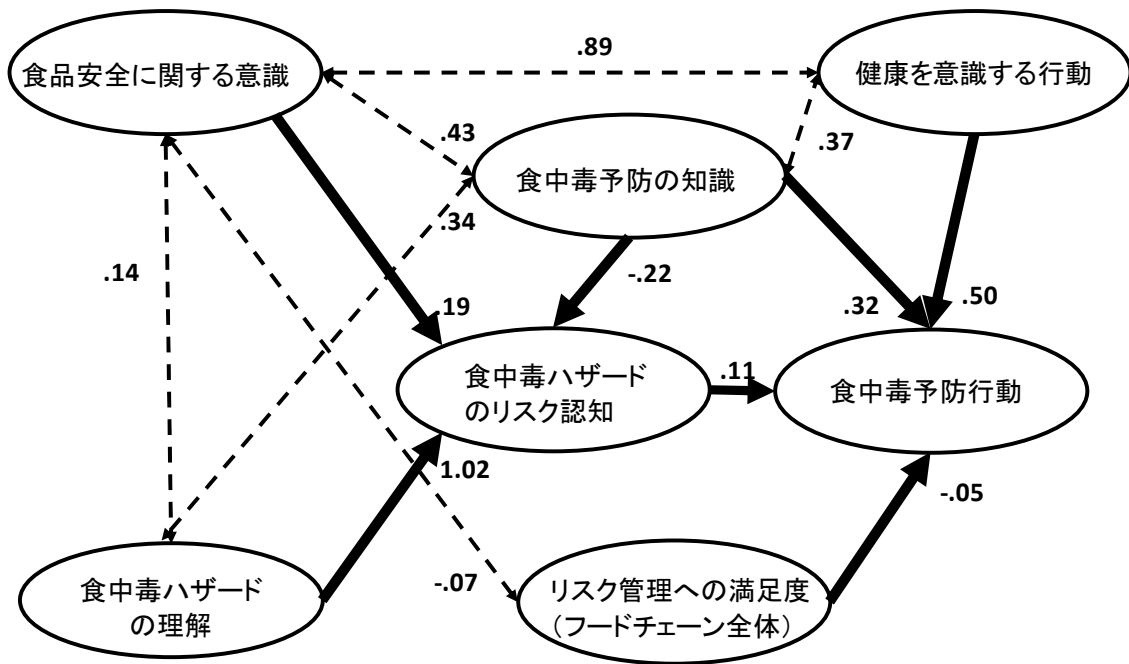 .89
食品安全に関する意識
健康を意識する行動
.43
.37
食中毒予防の知識
.34
.14
-.22
.19
.32
.50
食中毒ハザード
のリスク認知
.11
食中毒予防行動
1.02
-.05
-.07
食中毒ハザード
の理解
リスク管理への満足度
(フードチェーン全体)